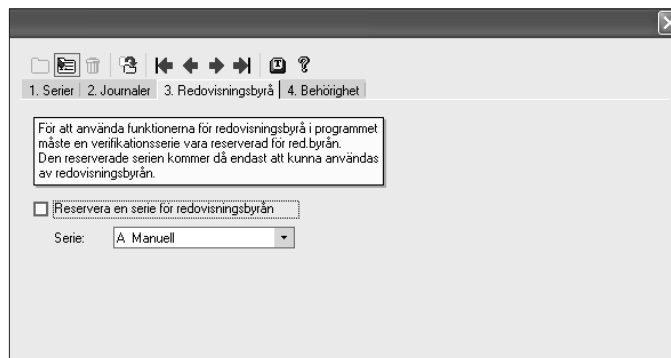 1. Serier 2. Journaler 3. Redovisningsbyrå 4. Behörighet
För att använda funktionerna för redovisningsbyrå i programmet
måste en verifikationsserie vara reserverad för red.byrån.
Den reserverade serien kommer då endast att kunna användas
av redovisningsbyrån.
Reservera en serie för redovisningsbyrån
Serie: A Manuell